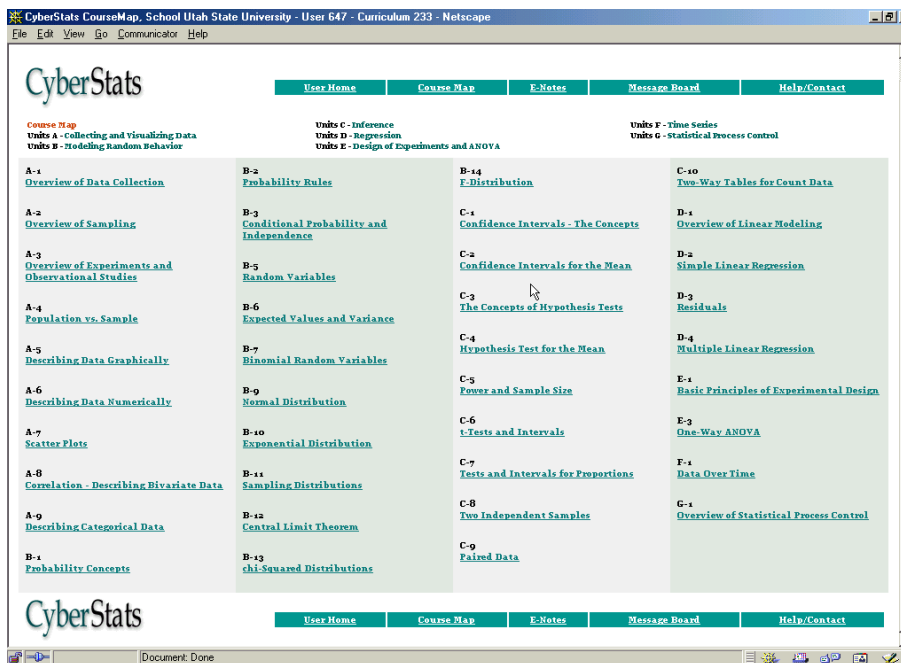 CyberStats CourseMap, School Utah State University - User 647 - Curriculum 233 - Netscape
File Edit View Go Communicator Help
CyberStats
User Home Course Map E-Notes Message Board Help/Contact
Course Map
Units A - Collecting and Visualizing Data
Units B - Modeling Random Behavior
Units C - Inference
Units D - Regression
Units E - Design of Experiments and ANOVA
Units F - Time Series
Units G - Statistical Process Control
A-1
Overview of Data Collection
A-2
Overview of Sampling
A-3
Overview of Experiments and
Observational Studies
A-4
Population vs. Sample
A-5
Describing Data Graphically
A-6
Describing Data Numerically
A-7
Scatter Plots
A-8
Correlation - Describing Bivariate Data
A-9
Describing Categorical Data
B-1
Probability Concepts
B-2
Probability Rules
B-3
Conditional Probability and
Independence
B-5
Random Variables
B-6
Expected Values and Variance
B-7
Binomial Random Variables
B-9
Normal Distribution
B-10
Exponential Distribution
B-11
Sampling Distributions
B-12
Central Limit Theorem
B-13
chi-Squared Distributions
B-14
F-Distribution
C-1
Confidence Intervals - The Concepts
C-2
Confidence Intervals for the Mean
C-3
The Concepts of Hypothesis Tests
C-4
Hypothesis Test for the Mean
C-5
Power and Sample Size
C-6
t-Tests and Intervals
C-7
Tests and Intervals for Proportions
C-8
Two Independent Samples
C-9
Paired Data
C-10
Two-Way Tables for Count Data
D-1
Overview of Linear Modeling
D-2
Simple Linear Regression
D-3
Residuals
D-4
Multiple Linear Regression
E-1
Basic Principles of Experimental Design
E-3
One-Way ANOVA
F-1
Data Over Time
G-1
Overview of Statistical Process Control
CyberStats
User Home Course Map E-Notes Message Board Help/Contact
Document: Done